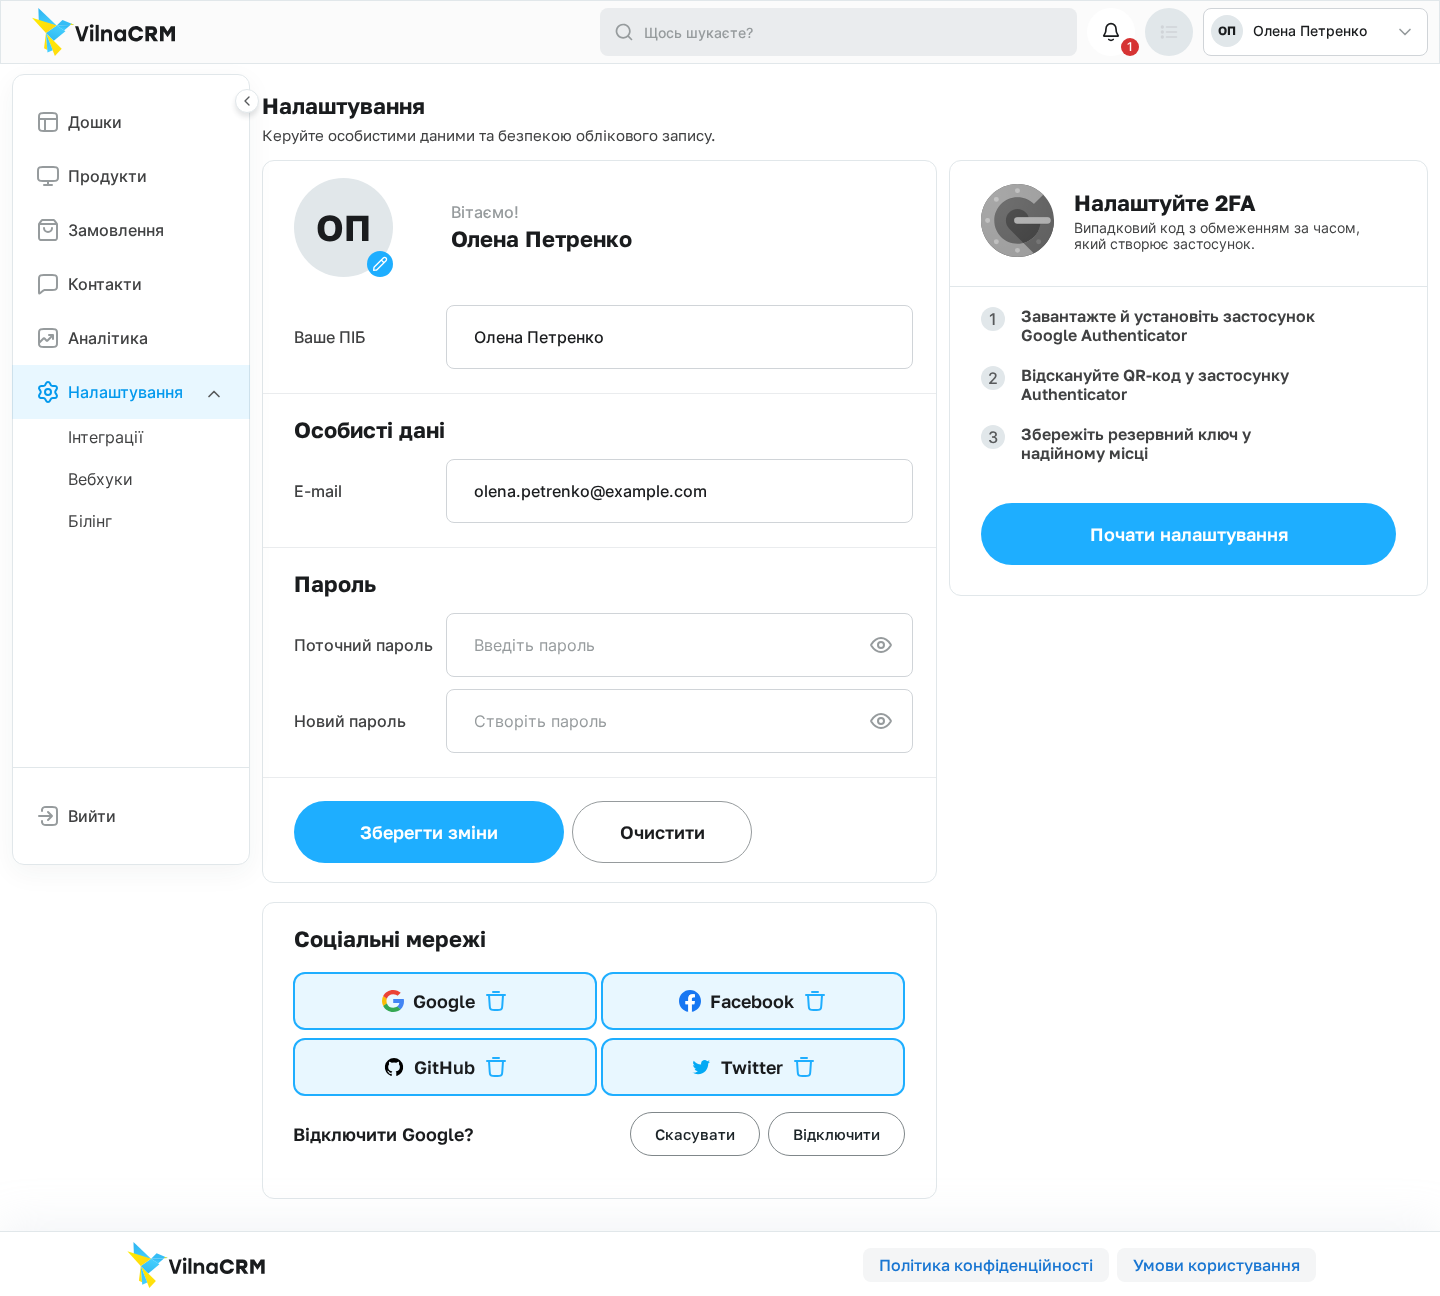 VilnaCRM
Щось шукаєте?
1
ОП
Олена Петренко
Дошки
Продукти
Замовлення
Контакти
Аналітика
Налаштування
Інтеграції
Вебхуки
Білінг
Вийти
Налаштування
Керуйте особистими даними та безпекою облікового запису.
ОП
Вітаємо!
Олена Петренко
Ваше ПІБ
Олена Петренко
Особисті дані
E-mail
olena.petrenko@example.com
Пароль
Поточний пароль
Введіть пароль
Новий пароль
Створіть пароль
Зберегти зміни
Очистити
Соціальні мережі
Google
Facebook
GitHub
Twitter
Відключити Google?
Скасувати
Відключити
Налаштуйте 2FA
Випадковий код з обмеженням за часом,
який створює застосунок.
1
Завантажте й установіть застосунок
Google Authenticator
2
Відскануйте QR-код у застосунку
Authenticator
3
Збережіть резервний ключ у
надійному місці
Почати налаштування
VilnaCRM
Політика конфіденційності
Умови користування